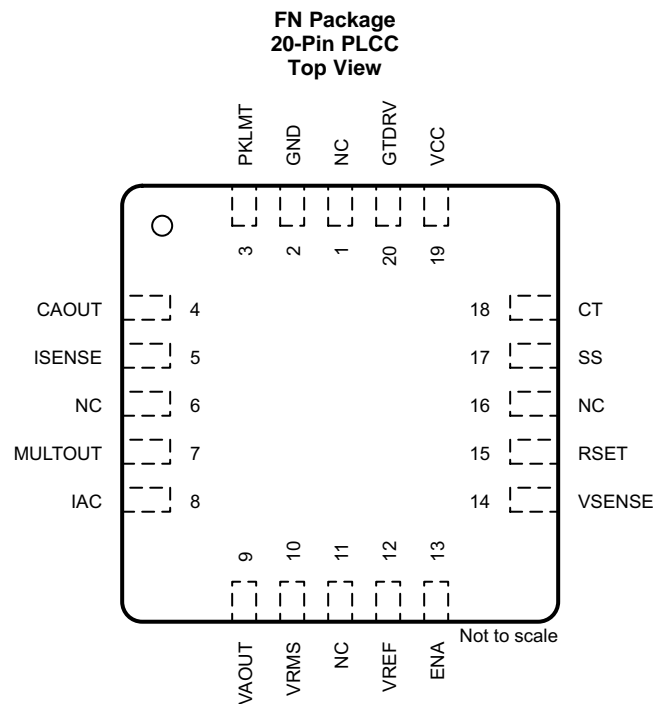 FN Package
20-Pin PLCC
Top View
PKLMT
GND
NC
GTDRV
VCC
3
2
1
20
19
CAOUT 4
ISENSE 5
NC 6
MULTOUT 7
IAC 8
18 CT
17 SS
16 NC
15 RSET
14 VSENSE
9
10
11
12
13
VAOUT
VRMS
NC
VREF
ENA
Not to scale